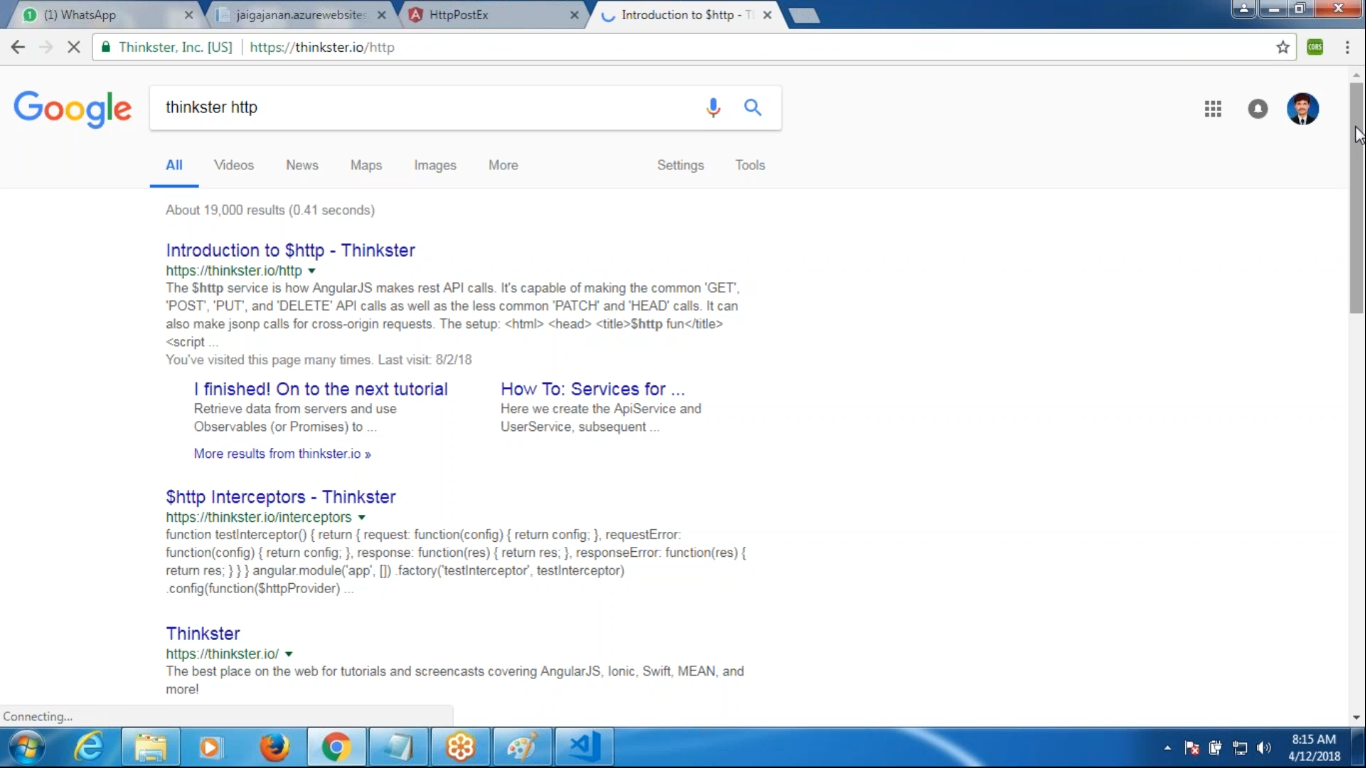 (1) WhatsApp
jaigajanan.azurewebsites
HttpPostEx
Introduction to $http - T
Thinkster, Inc. [US]
https://thinkster.io/http
CORS
Google
thinkster http
All
Videos
News
Maps
Images
More
Settings
Tools
About 19,000 results (0.41 seconds)
Introduction to $http - Thinkster
https://thinkster.io/http
The $http service is how AngularJS makes rest API calls. It's capable of making the common 'GET',
'POST', 'PUT', and 'DELETE' API calls as well as the less common 'PATCH' and 'HEAD' calls. It can
also make jsonp calls for cross-origin requests. The setup: <html> <head> <title>$http fun</title>
<script ...
You've visited this page many times. Last visit: 8/2/18
I finished! On to the next tutorial
Retrieve data from servers and use
Observables (or Promises) to ...
How To: Services for ...
Here we create the ApiService and
UserService, subsequent ...
More results from thinkster.io »
$http Interceptors - Thinkster
https://thinkster.io/interceptors
function testInterceptor() { return { request: function(config) { return config; }, requestError:
function(config) { return config; }, response: function(res) { return res; }, responseError: function(res) {
return res; } } } angular.module('app', []) .factory('testInterceptor', testInterceptor)
.config(function($httpProvider) ...
Thinkster
https://thinkster.io/
The best place on the web for tutorials and screencasts covering AngularJS, Ionic, Swift, MEAN, and
more!
Connecting...
8:15 AM
4/12/2018